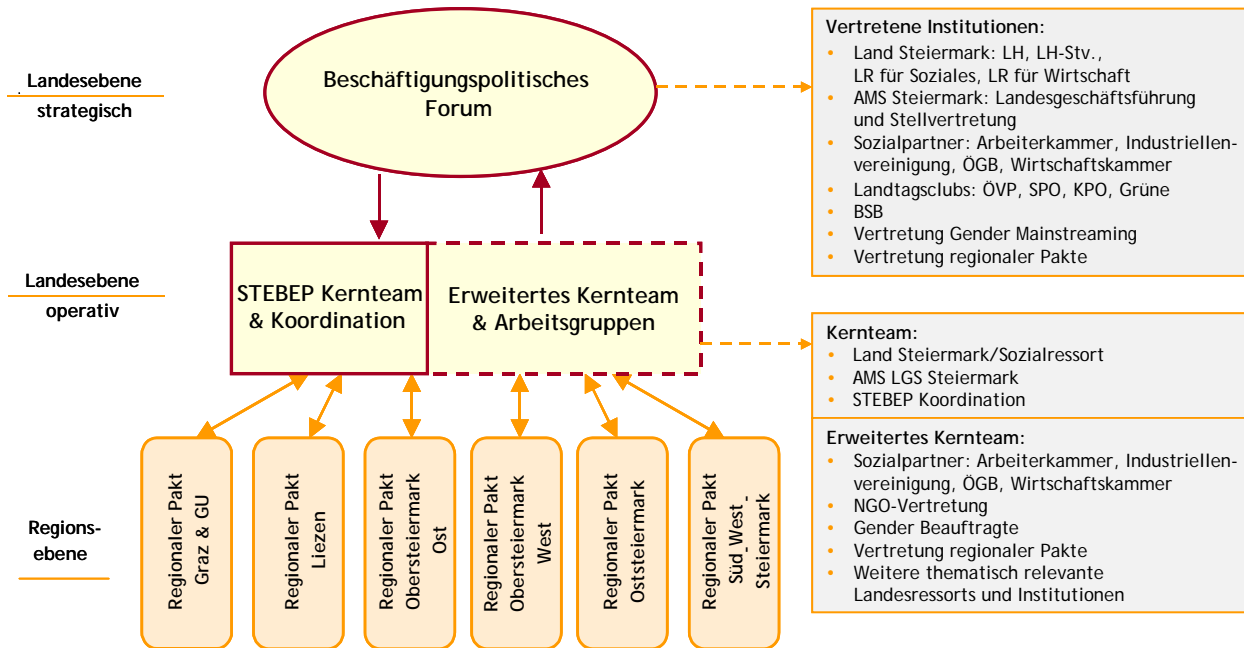 Landesebene
strategisch
Beschäftigungspolitisches
Forum
Vertretene Institutionen:
• Land Steiermark: LH, LH-Stv.,
LR für Soziales, LR für Wirtschaft
• AMS Steiermark: Landesgeschäftsführung
und Stellvertretung
• Sozialpartner: Arbeiterkammer, Industriellen-
vereinigung, ÖGB, Wirtschaftskammer
• Landtagsclubs: ÖVP, SPO, KPO, Grüne
• BSB
• Vertretung Gender Mainstreaming
• Vertretung regionaler Pakte
Landesebene
operativ
STEBEP Kernteam
& Koordination
Erweitertes Kernteam
& Arbeitsgruppen
Kernteam:
• Land Steiermark/Sozialressort
• AMS LGS Steiermark
• STEBEP Koordination
Erweitertes Kernteam:
• Sozialpartner: Arbeiterkammer, Industriellen-
vereinigung, ÖGB, Wirtschaftskammer
• NGO-Vertretung
• Gender Beauftragte
• Vertretung regionaler Pakte
• Weitere thematisch relevante
Landesressorts und Institutionen
Regions-
ebene
Regionaler Pakt
Graz & GU
Regionaler Pakt
Liezen
Regionaler Pakt
Obersteiermark
Ost
Regionaler Pakt
Obersteiermark
West
Regionaler Pakt
Oststeiermark
Regionaler Pakt
Süd_West_
Steiermark